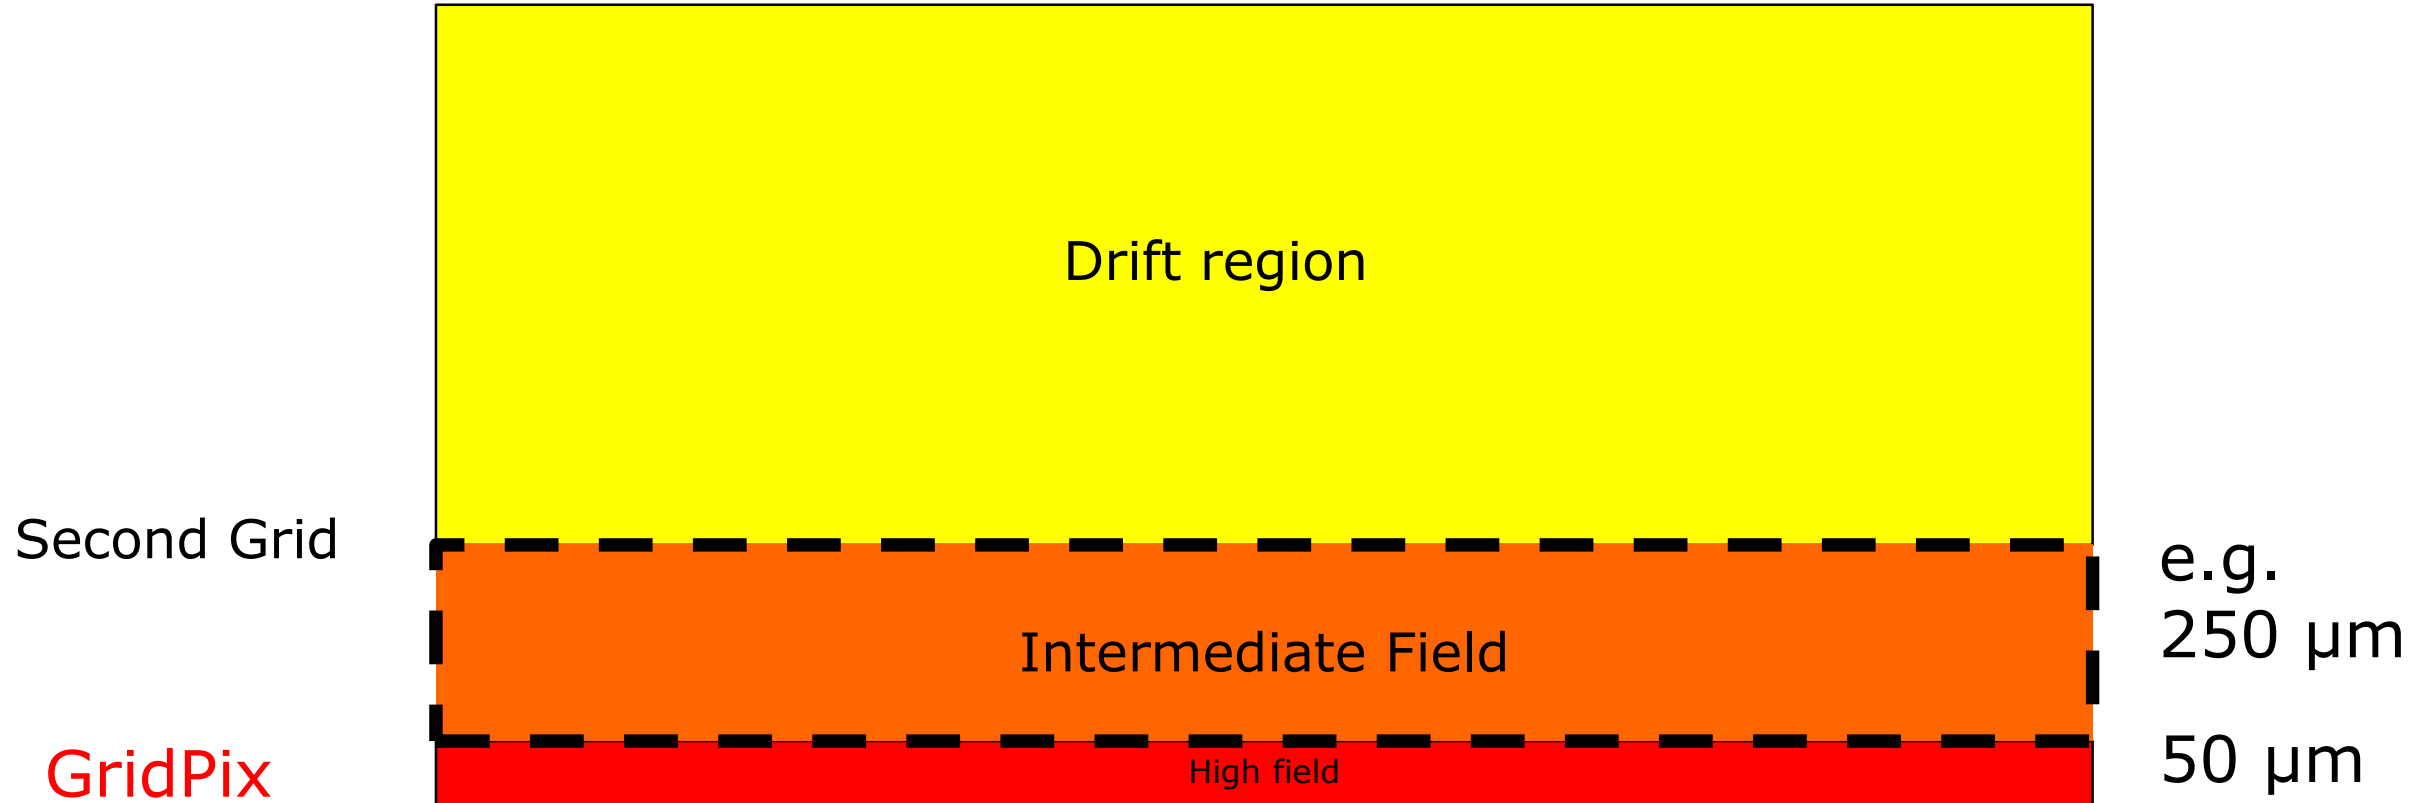 Drift region
Second Grid
e.g.
250 µm
Intermediate Field
GridPix
High field
50 µm